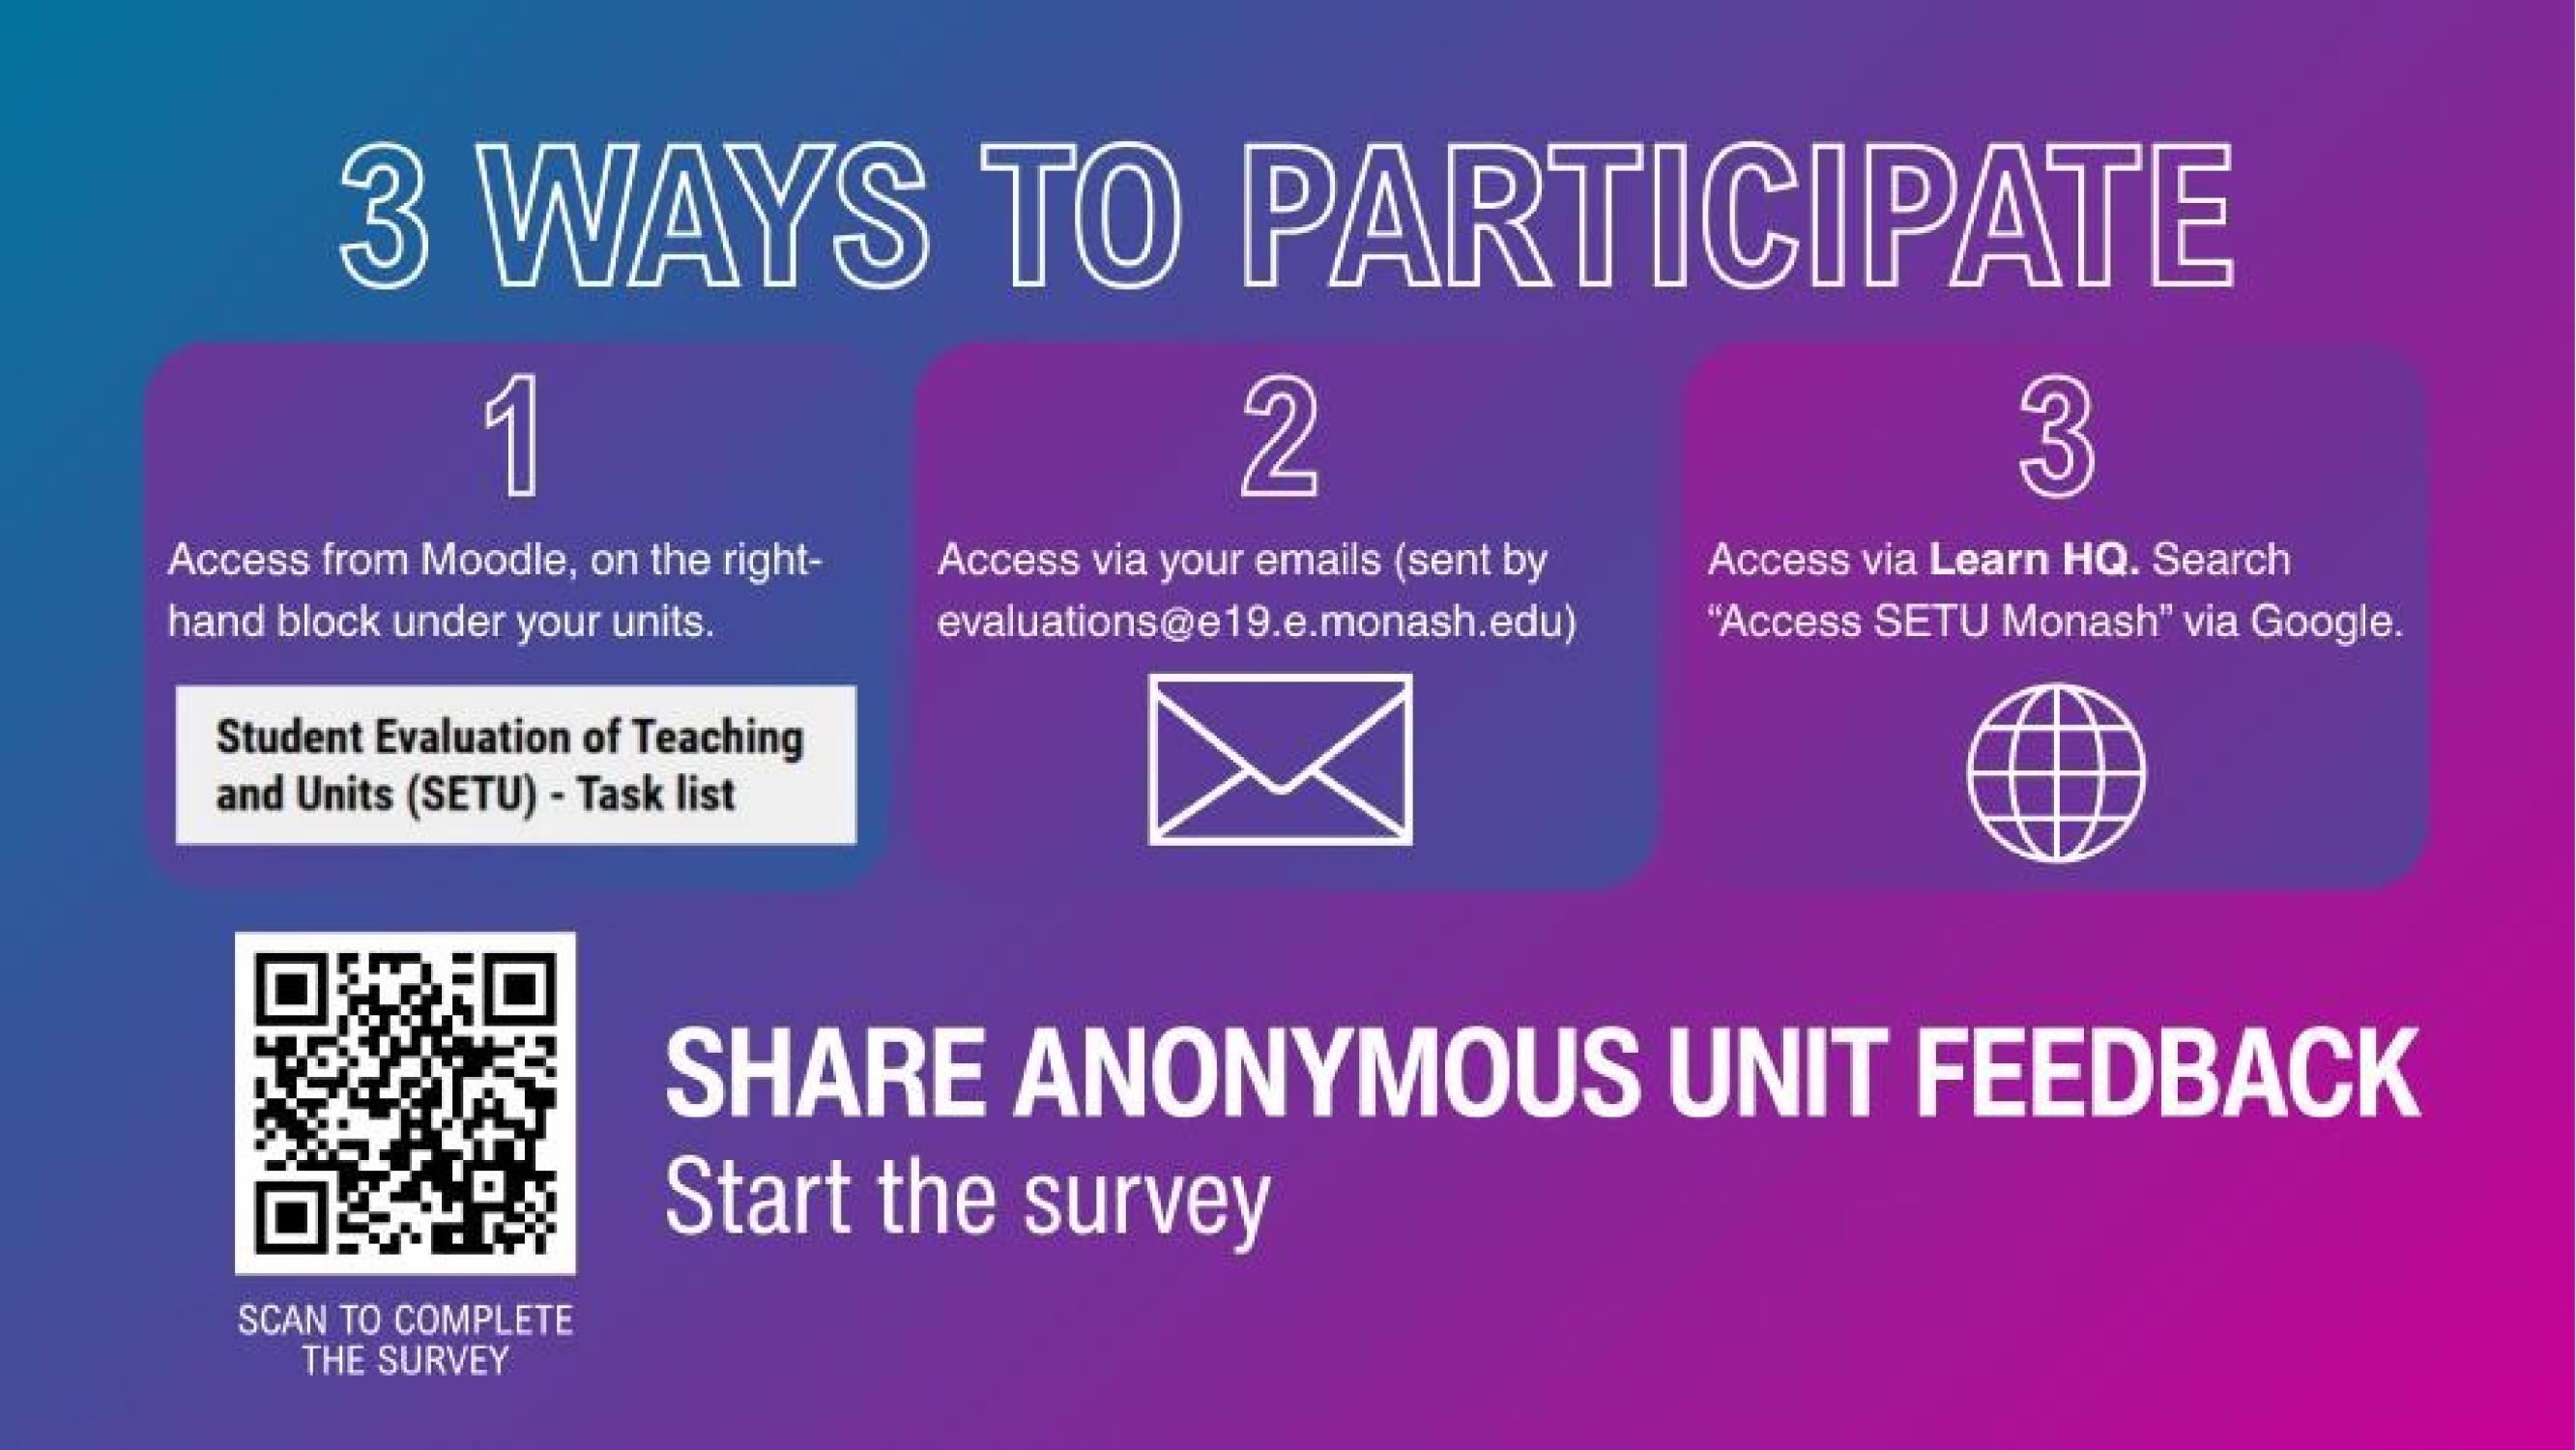 3 WAYS TO PARTICIPATE
1
Access from Moodle, on the right-
hand block under your units.
Student Evaluation of Teaching
and Units (SETU) - Task list
2
Access via your emails (sent by
evaluations@e19.e.monash.edu)
3
Access via Learn HQ. Search
“Access SETU Monash” via Google.
SCAN TO COMPLETE
THE SURVEY
SHARE ANONYMOUS UNIT FEEDBACK
Start the survey